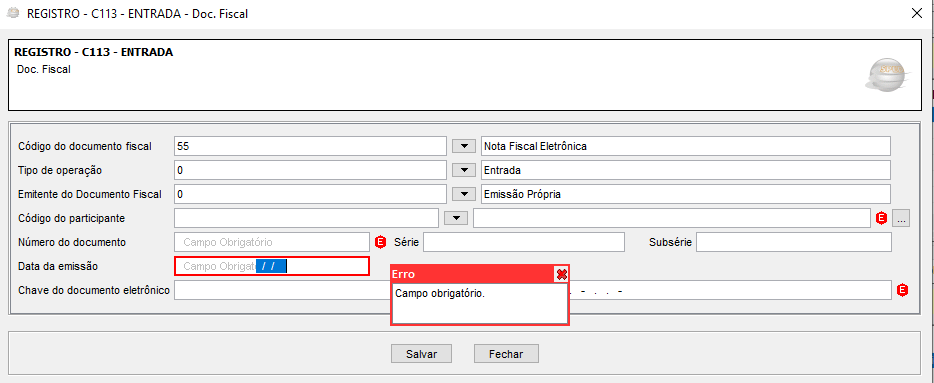 REGISTRO - C113 - ENTRADA - Doc. Fiscal
REGISTRO - C113 - ENTRADA
Doc. Fiscal
Código do documento fiscal 55 Nota Fiscal Eletrônica
Tipo de operação 0 Entrada
Emitente do Documento Fiscal 0 Emissão Própria
Código do participante E ...
Número do documento Campo Obrigatório E Série Subsérie
Data da emissão Campo Obrigat / /
Erro
Campo obrigatório.
Chave do documento eletrônico . - . . - E
Salvar Fechar